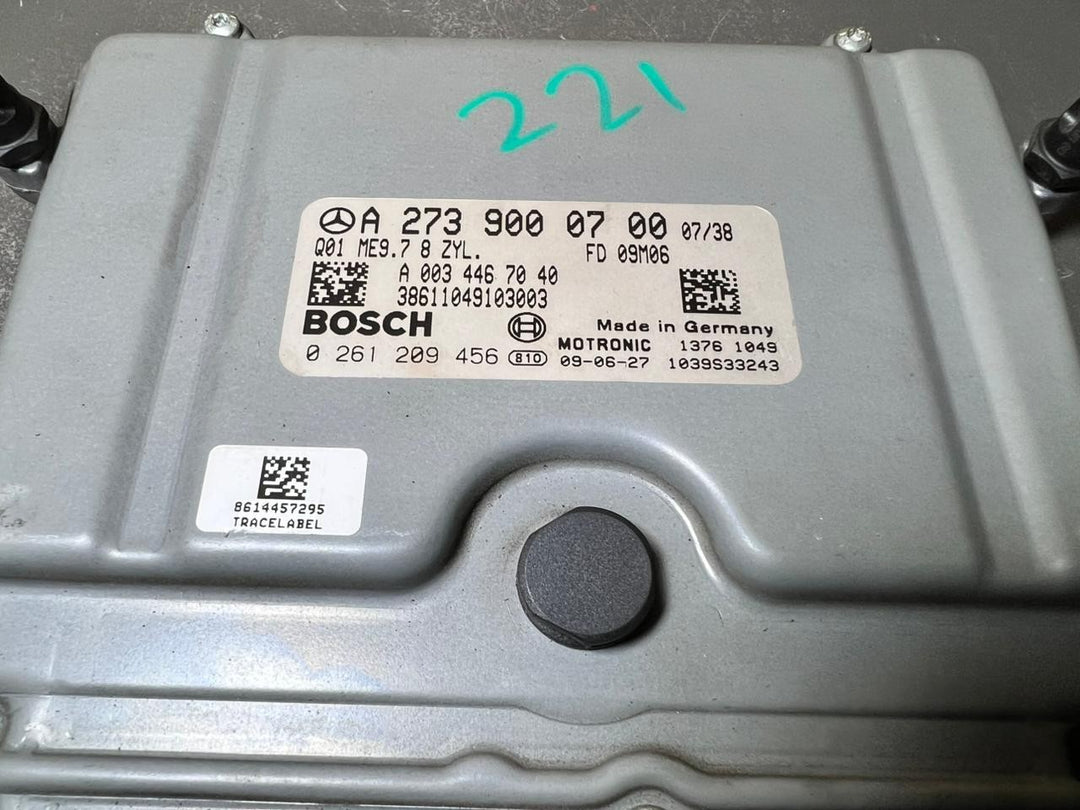 221
A 273 900 07 00 07/38
Q01 ME9.7 8 ZYL. FD 09M06
A 003 446 70 40
38611049103003
BOSCH Made in Germany
MOTRONIC 1376 1049
0 261 209 456 810 09-06-27 1039S33243
8614457295
TRACELABEL